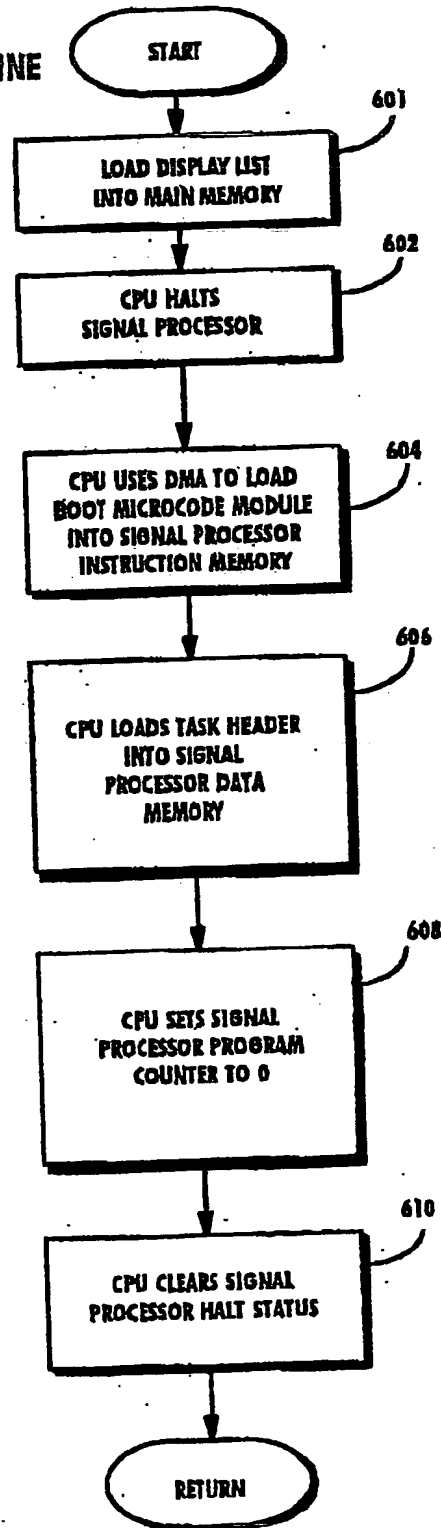 START
601
LOAD DISPLAY LIST
INTO MAIN MEMORY
602
CPU HALTS
SIGNAL PROCESSOR
604
CPU USES DMA TO LOAD
BOOT MICROCODE MODULE
INTO SIGNAL PROCESSOR
INSTRUCTION MEMORY
606
CPU LOADS TASK HEADER
INTO SIGNAL
PROCESSOR DATA
MEMORY
608
CPU SETS SIGNAL
PROCESSOR PROGRAM
COUNTER TO 0
610
CPU CLEARS SIGNAL
PROCESSOR HALT STATUS
RETURN